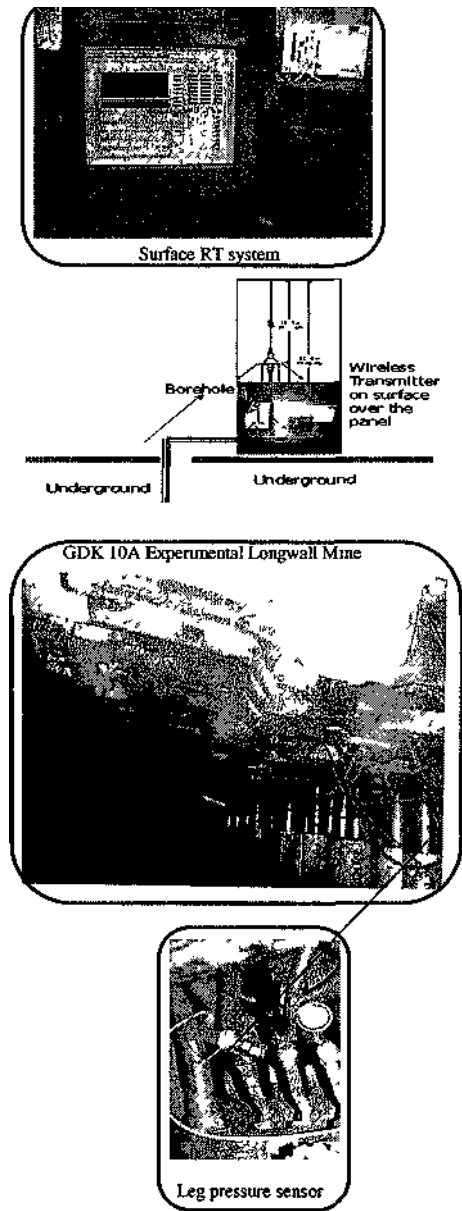 Surface RT system
Borehole
Wireless
Transmitter
on surface
over the
panel
Underground
Underground
GDK 10A Experimental Longwall Mine
Leg pressure sensor